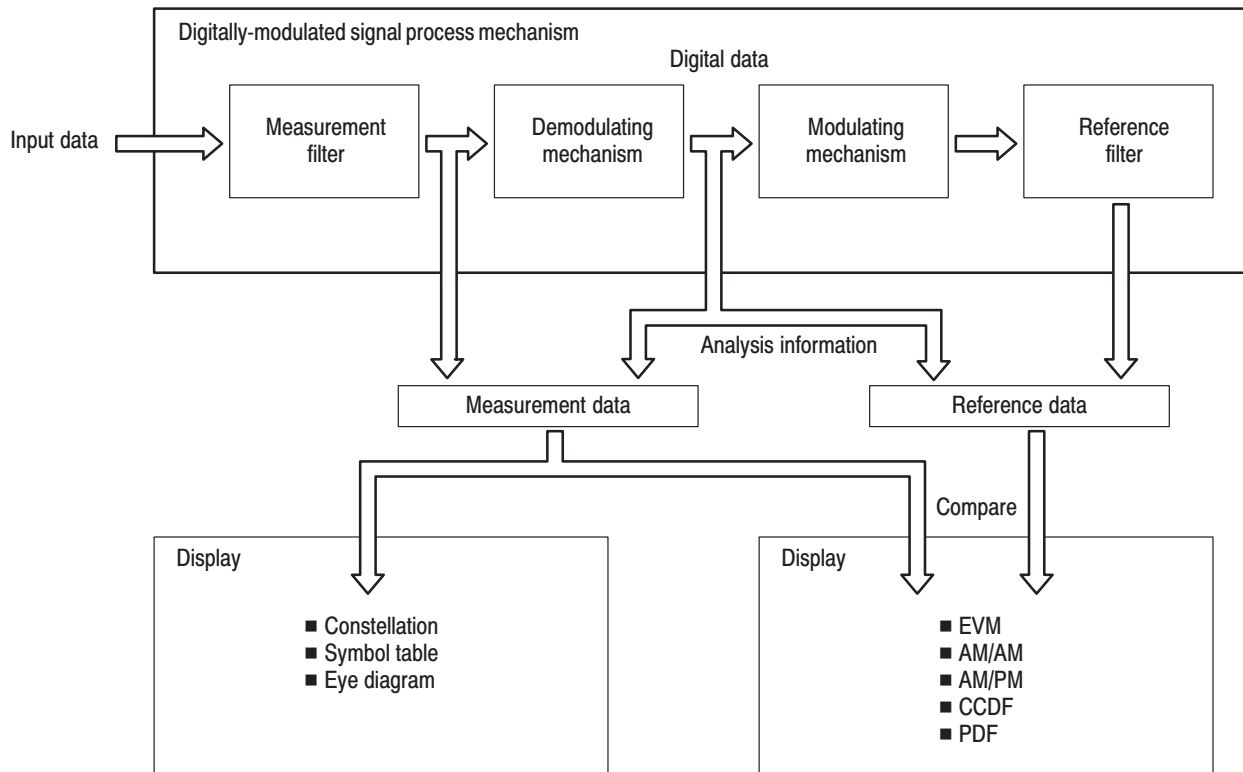 Digitally-modulated signal process mechanism
Digital data
Input data
Measurement
filter
Demodulating
mechanism
Modulating
mechanism
Reference
filter
Analysis information
Measurement data
Reference data
Compare
Display
■ Constellation
■ Symbol table
■ Eye diagram
Display
■ EVM
■ AM/AM
■ AM/PM
■ CCDF
■ PDF